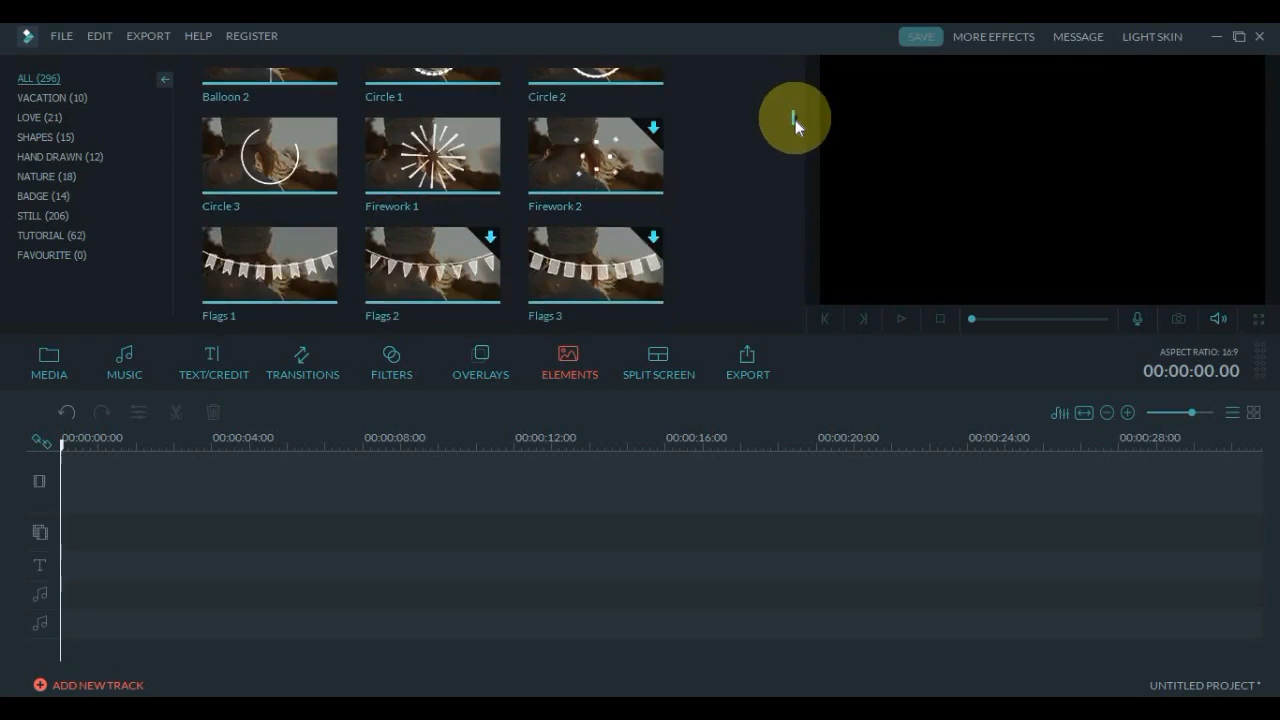 FILE EDIT EXPORT HELP REGISTER SAVE MORE EFFECTS MESSAGE LIGHT SKIN
ALL (296)
VACATION (10)
LOVE (21)
SHAPES (15)
HAND DRAWN (12)
NATURE (18)
BADGE (14)
STILL (206)
TUTORIAL (62)
FAVOURITE (0)
Balloon 2 Circle 1 Circle 2
Circle 3 Firework 1 Firework 2
Flags 1 Flags 2 Flags 3
MEDIA MUSIC TEXT/CREDIT TRANSITIONS FILTERS OVERLAYS ELEMENTS SPLIT SCREEN EXPORT
ASPECT RATIO: 16:9
00:00:00.00
00:00:00:00 00:00:04:00 00:00:08:00 00:00:12:00 00:00:16:00 00:00:20:00 00:00:24:00 00:00:28:00
ADD NEW TRACK
UNTITLED PROJECT *